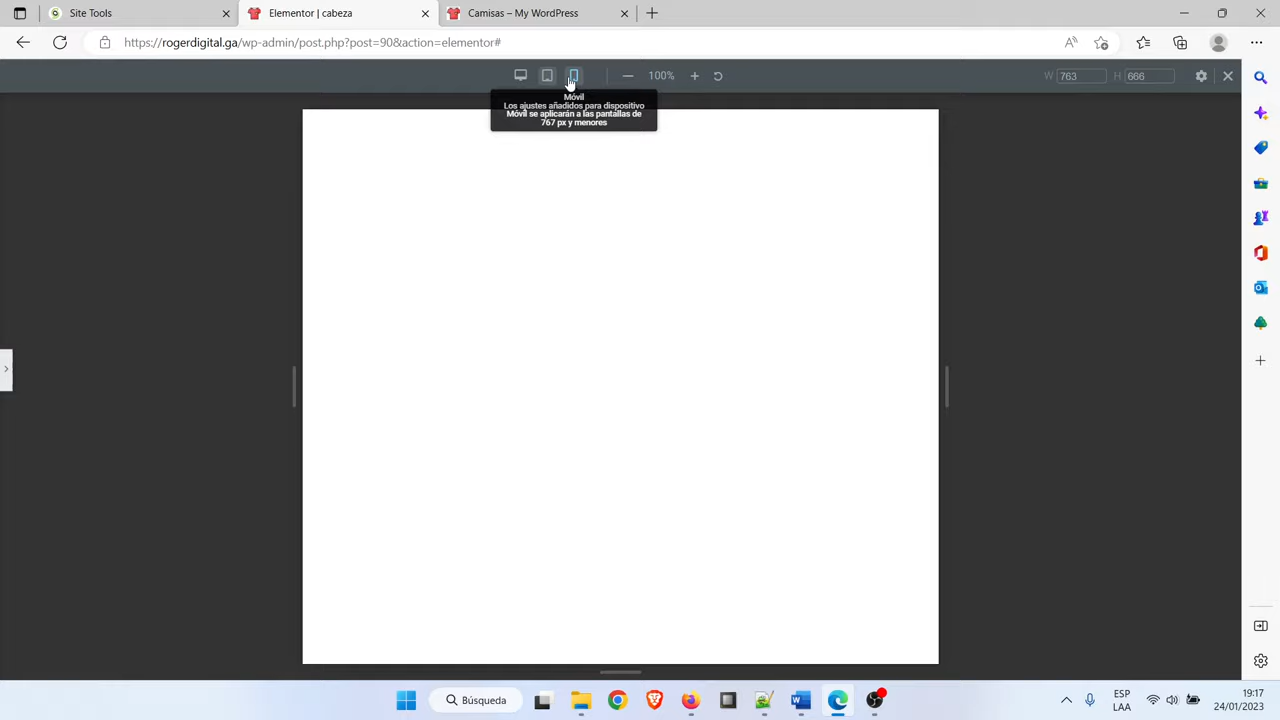 Site Tools
Elementor | cabeza
Camisas – My WordPress
https://rogerdigital.ga/wp-admin/post.php?post=90&action=elementor#
100%
W 763
H 666
Móvil
Los ajustes añadidos para dispositivo
Móvil se aplicarán a las pantallas de
767 px y menores
Búsqueda
ESP
LAA
19:17
24/01/2023